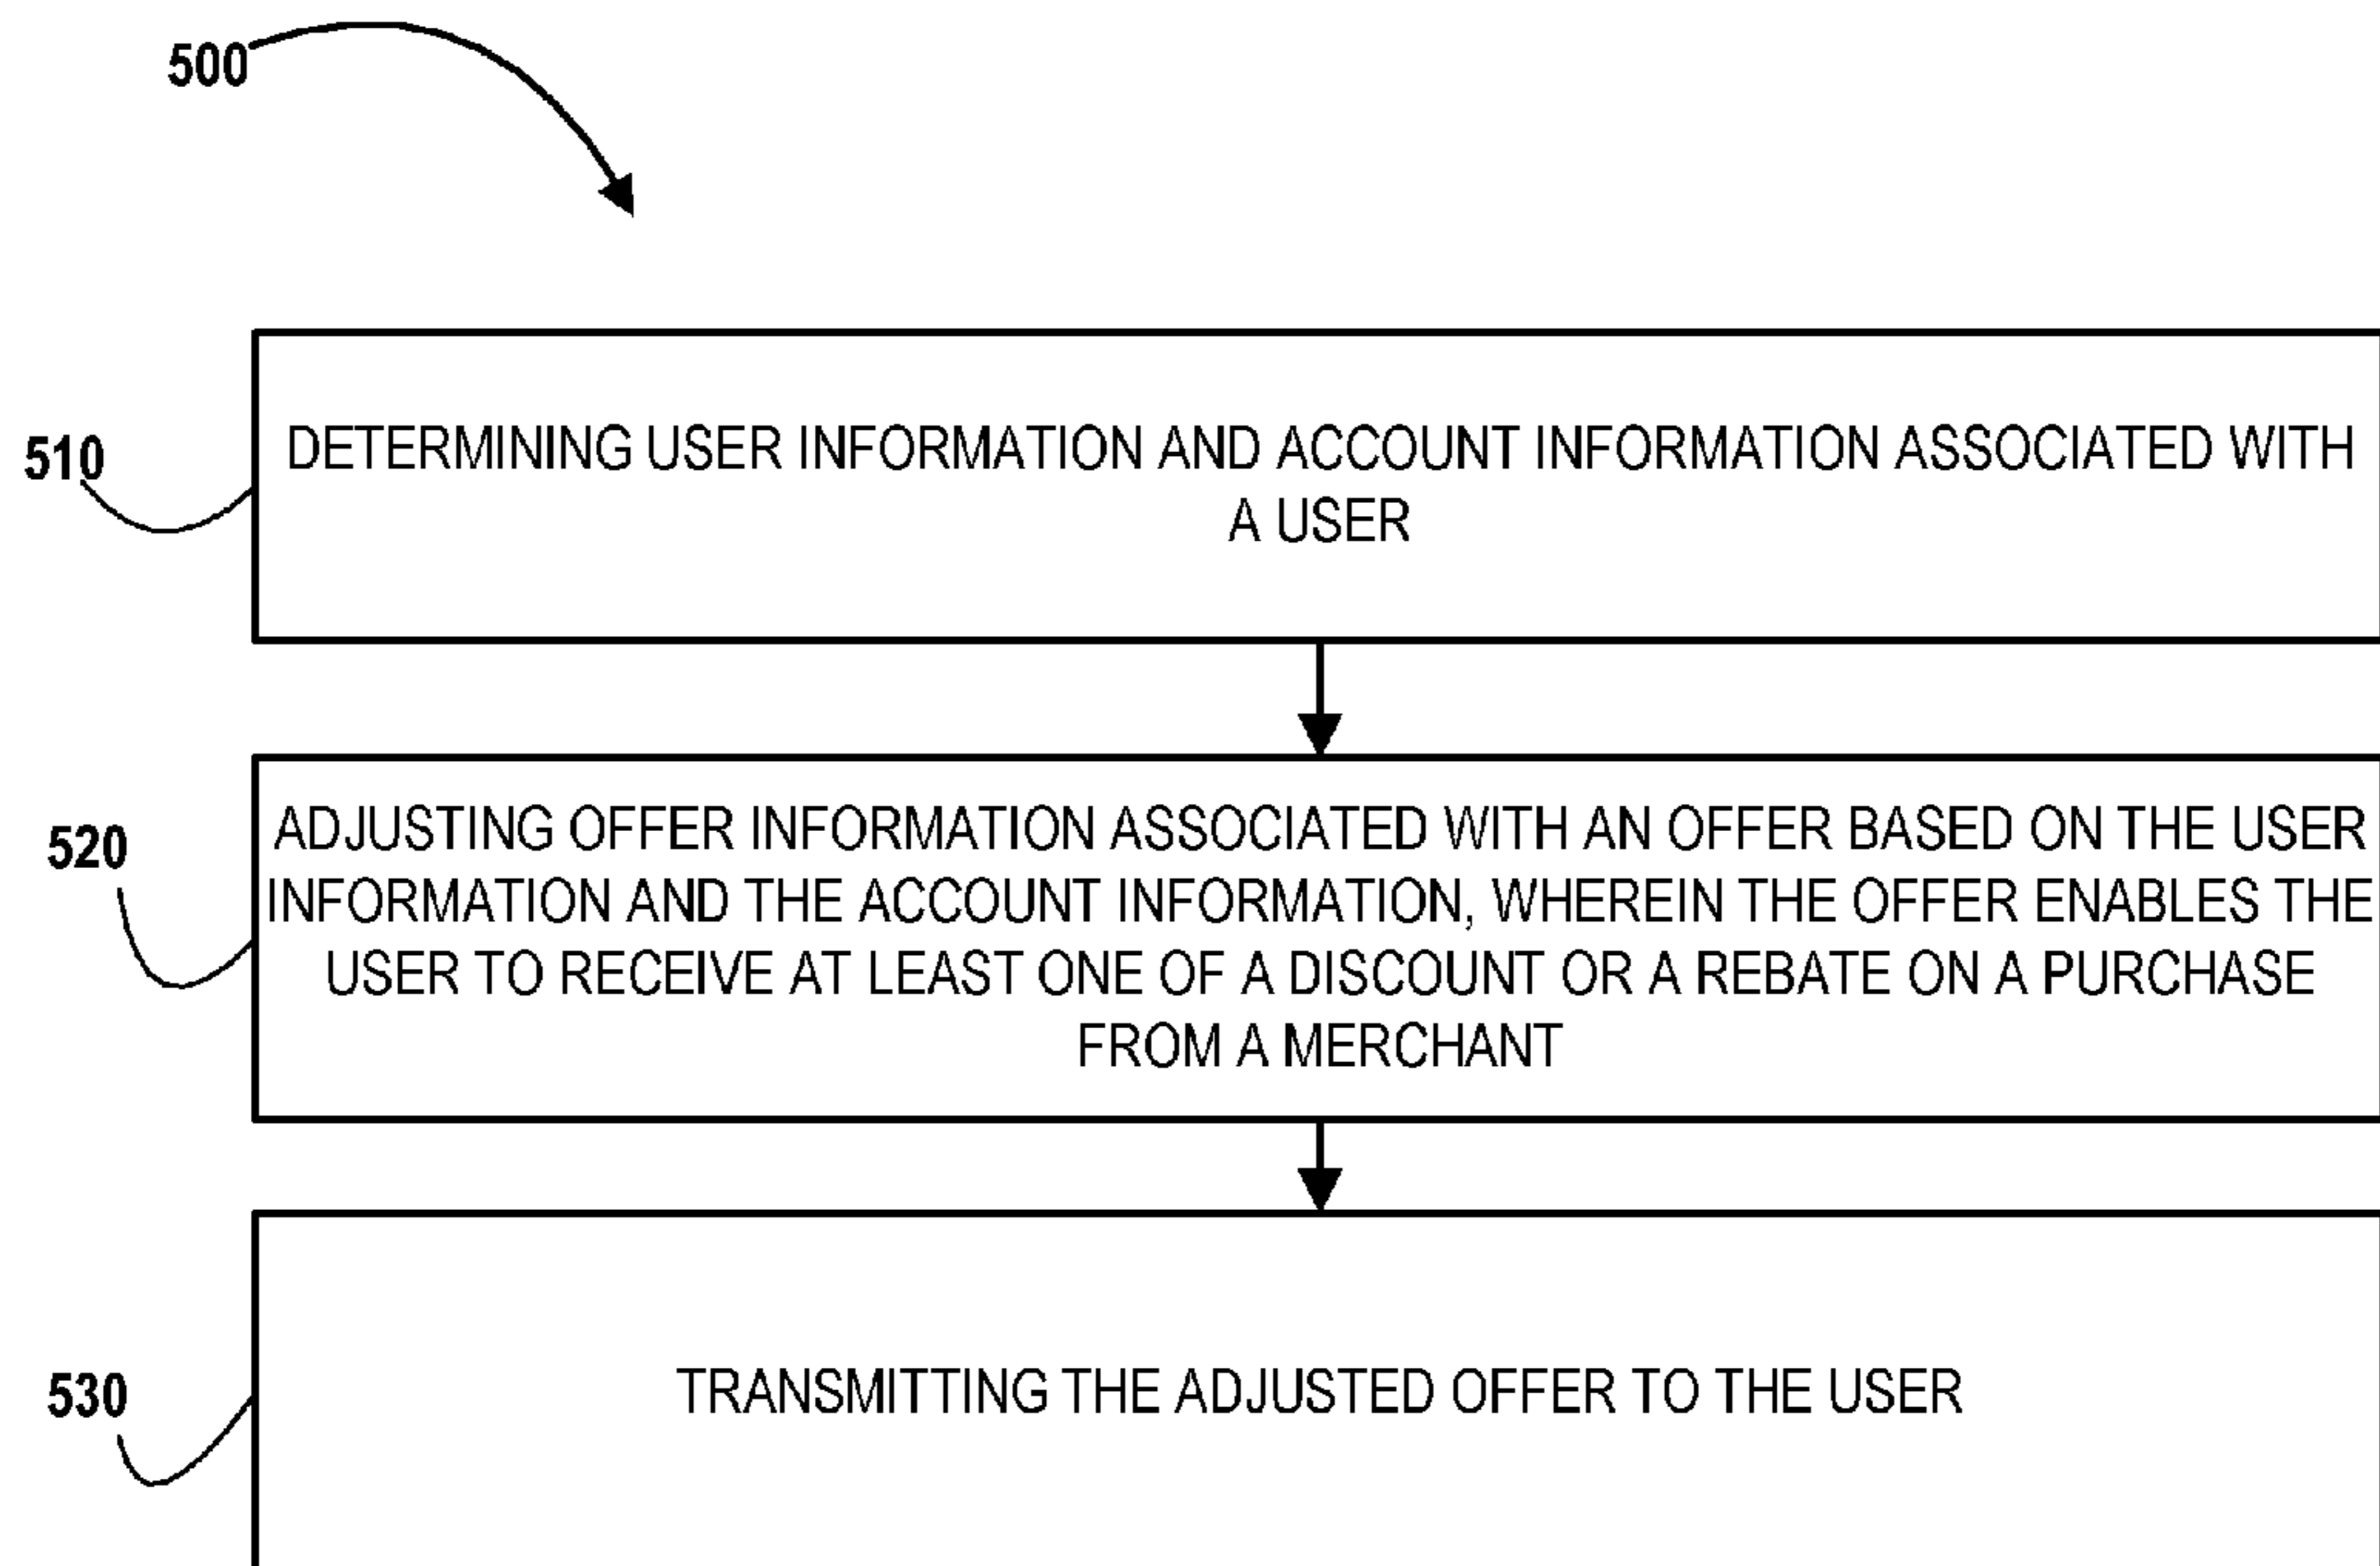 500
510
DETERMINING USER INFORMATION AND ACCOUNT INFORMATION ASSOCIATED WITH
A USER
520
ADJUSTING OFFER INFORMATION ASSOCIATED WITH AN OFFER BASED ON THE USER
INFORMATION AND THE ACCOUNT INFORMATION, WHEREIN THE OFFER ENABLES THE
USER TO RECEIVE AT LEAST ONE OF A DISCOUNT OR A REBATE ON A PURCHASE
FROM A MERCHANT
530
TRANSMITTING THE ADJUSTED OFFER TO THE USER